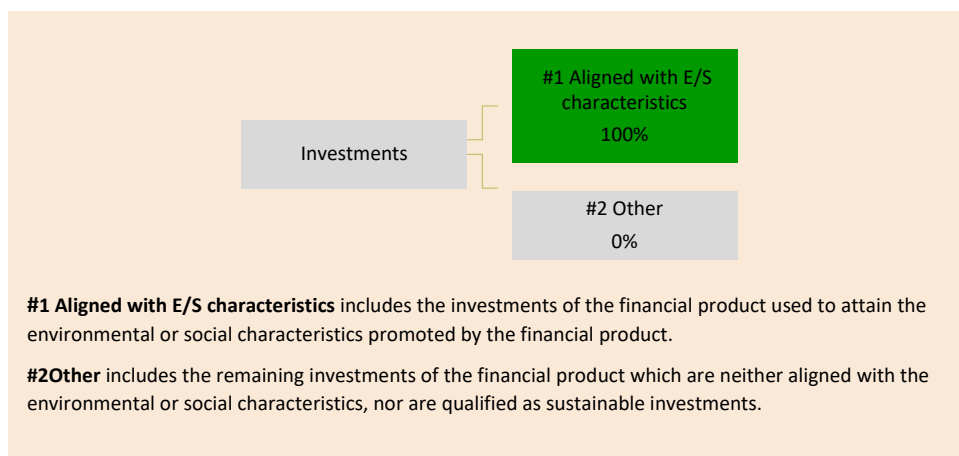 #1 Aligned with E/S
characteristics
100%
Investments
#2 Other
0%
#1 Aligned with E/S characteristics includes the investments of the financial product used to attain the
environmental or social characteristics promoted by the financial product.
#2Other includes the remaining investments of the financial product which are neither aligned with the
environmental or social characteristics, nor are qualified as sustainable investments.